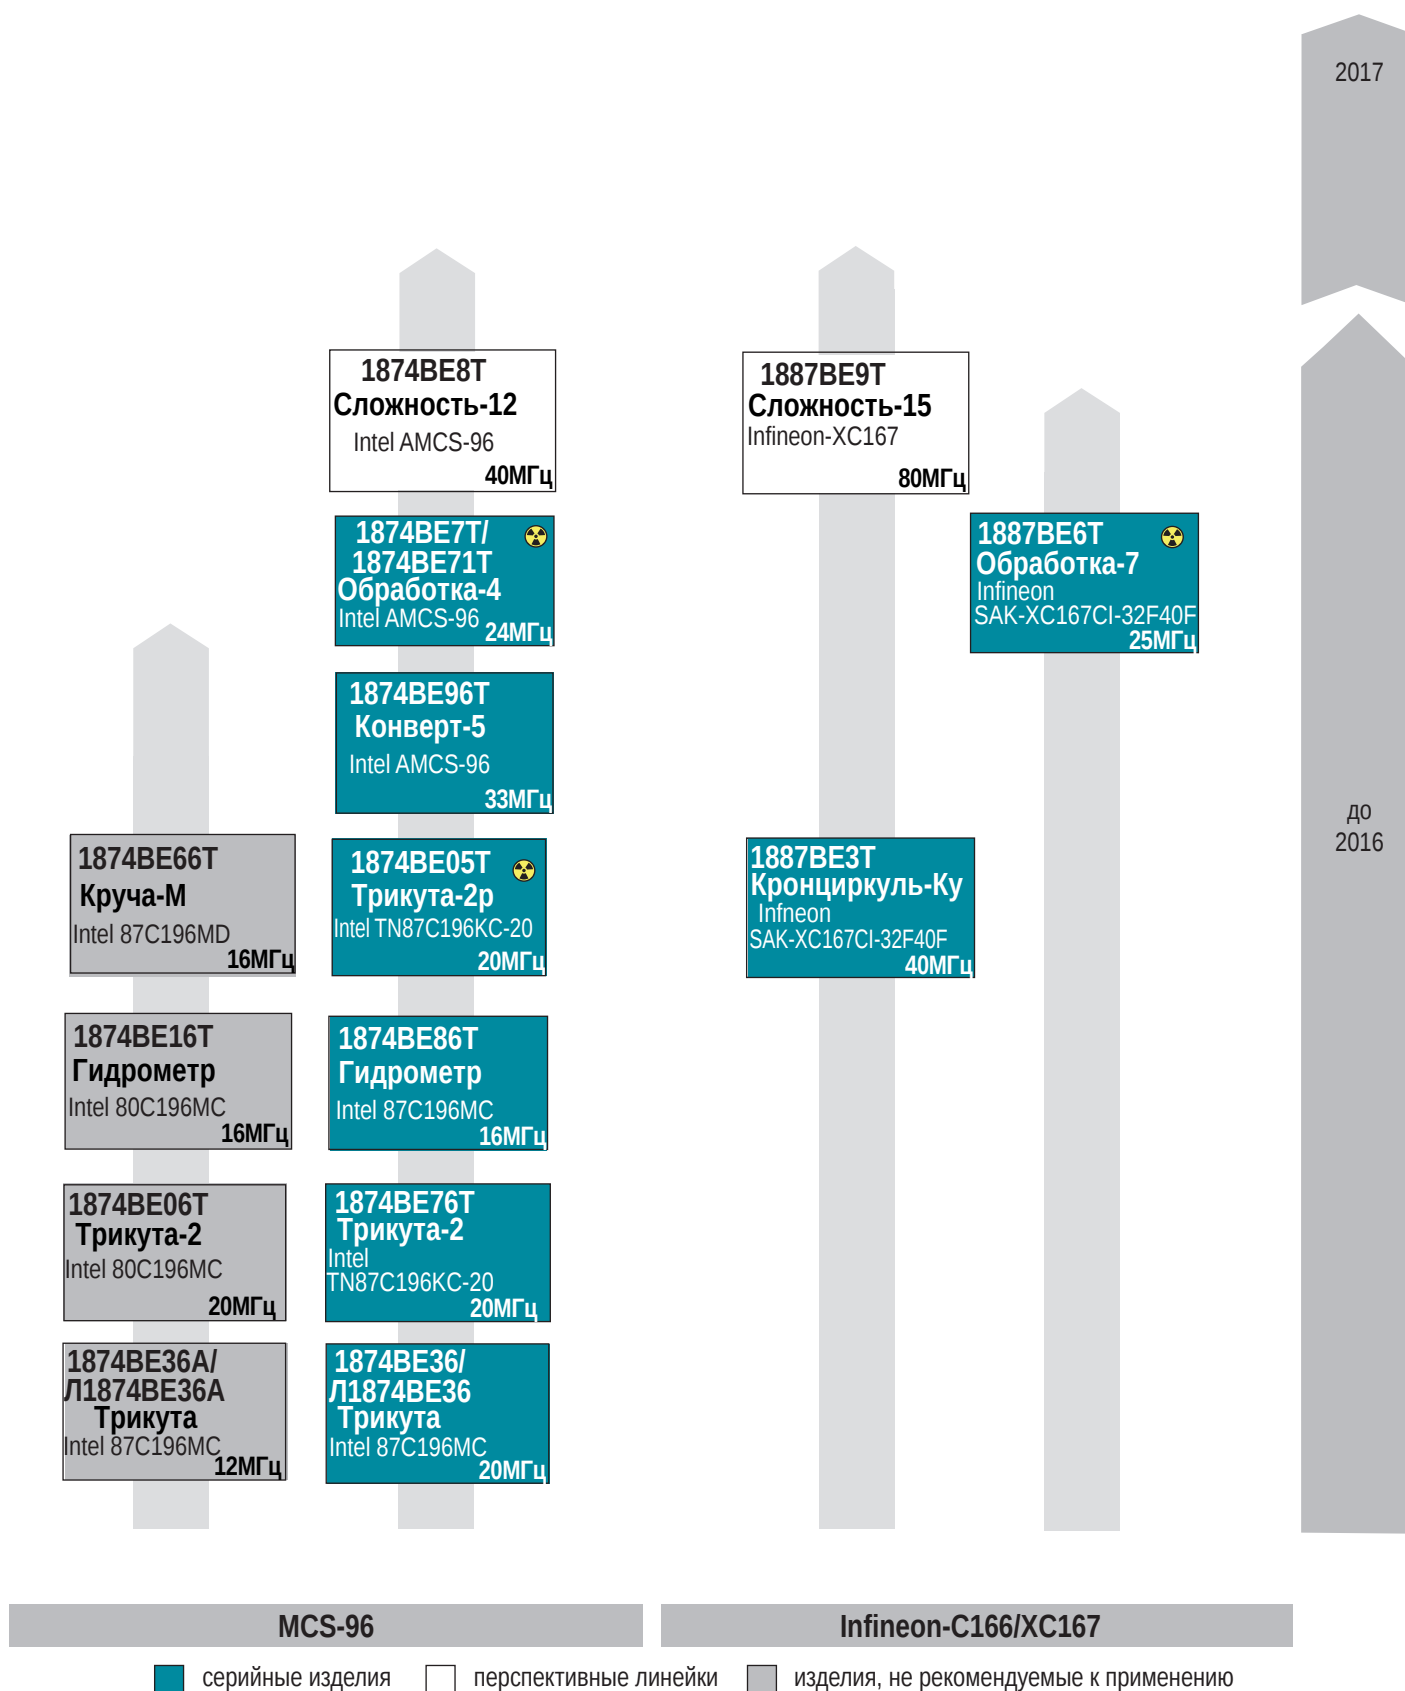 2017
1874ВЕ8Т
Сложность-12
Intel AMCS-96
40МГц
1887ВЕ9Т
Сложность-15
Infineon-XC167
80МГц
1874ВЕ7Т/
1874ВЕ71Т
Обработка-4
Intel AMCS-96
24МГц
1887ВЕ6Т
Обработка-7
Infineon
SAK-XC167CI-32F40F
25МГц
1874ВЕ96Т
Конверт-5
Intel AMCS-96
33МГц
до
2016
1874ВЕ66Т
Круча-М
Intel 87C196MD
16МГц
1874ВЕ05Т
Трикута-2р
Intel TN87C196KC-20
20МГц
1887ВЕ3Т
Кронциркуль-Ку
Infneon
SAK-XC167CI-32F40F
40МГц
1874ВЕ16Т
Гидрометр
Intel 80C196MC
16МГц
1874ВЕ86Т
Гидрометр
Intel 87C196MC
16МГц
1874ВЕ06Т
Трикута-2
Intel 80C196MC
20МГц
1874ВЕ76Т
Трикута-2
Intel
TN87C196KC-20
20МГц
1874ВЕ36А/
Л1874ВЕ36А
Трикута
Intel 87C196MC
12МГц
1874ВЕ36/
Л1874ВЕ36
Трикута
Intel 87C196MC
20МГц
MCS-96
Infineon-C166/XC167
серийные изделия
перспективные линейки
изделия, не рекомендуемые к применению